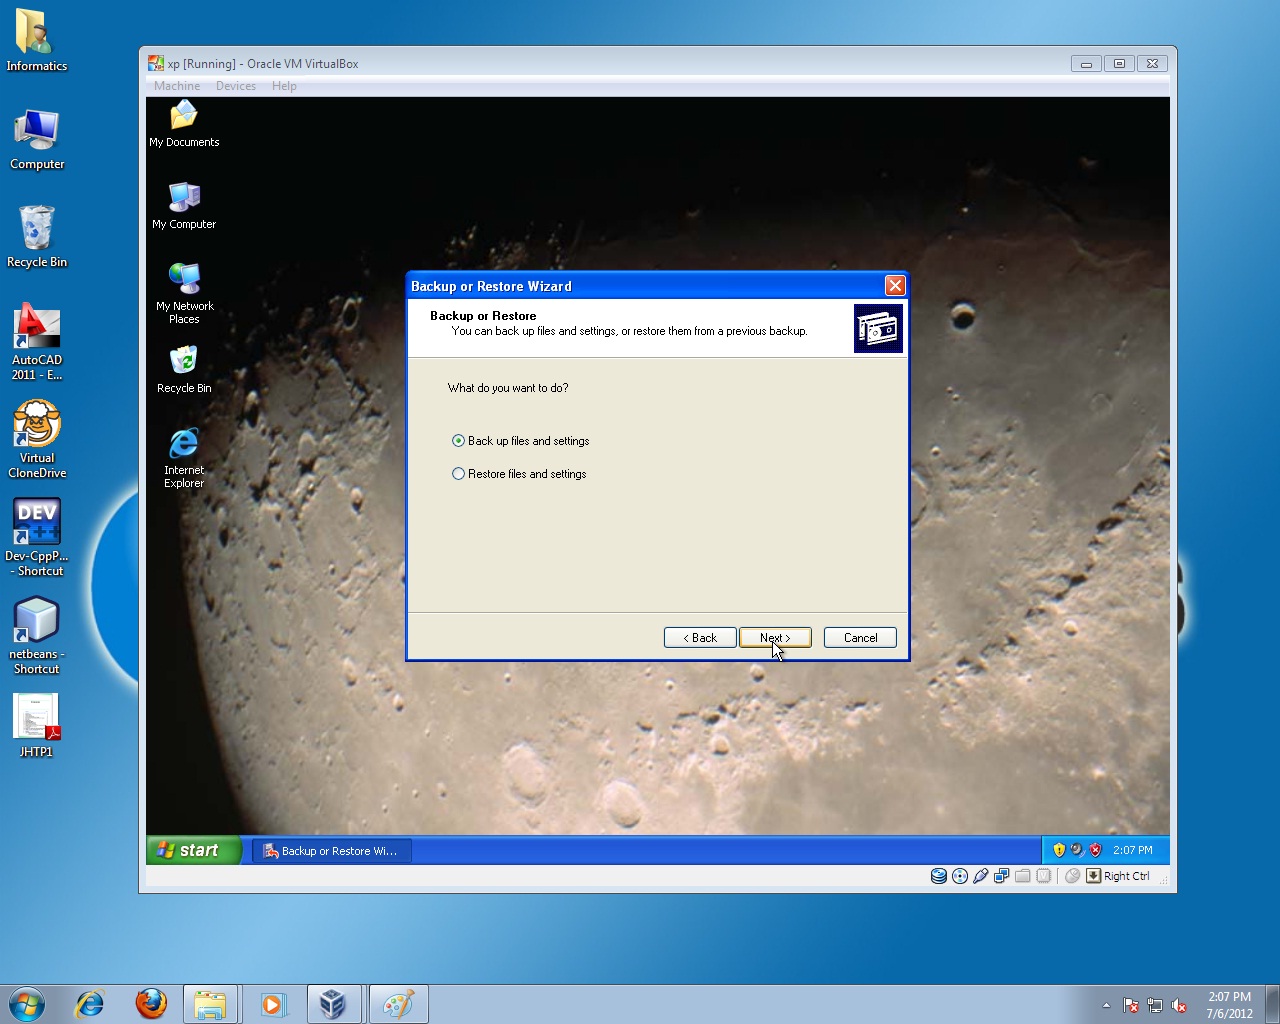 Informatics
Computer
Recycle Bin
AutoCAD
2011 - E...
Virtual
CloneDrive
DEV
Dev-CppP...
- Shortcut
netbeans -
Shortcut
JHTP1
xp [Running] - Oracle VM VirtualBox
Machine Devices Help
My Documents
My Computer
My Network
Places
Recycle Bin
Internet
Explorer
Backup or Restore Wizard
Backup or Restore
You can back up files and settings, or restore them from a previous backup.
What do you want to do?
Back up files and settings
Restore files and settings
< Back Next > Cancel
start
Backup or Restore Wi...
2:07 PM
Right Ctrl
2:07 PM
7/6/2012